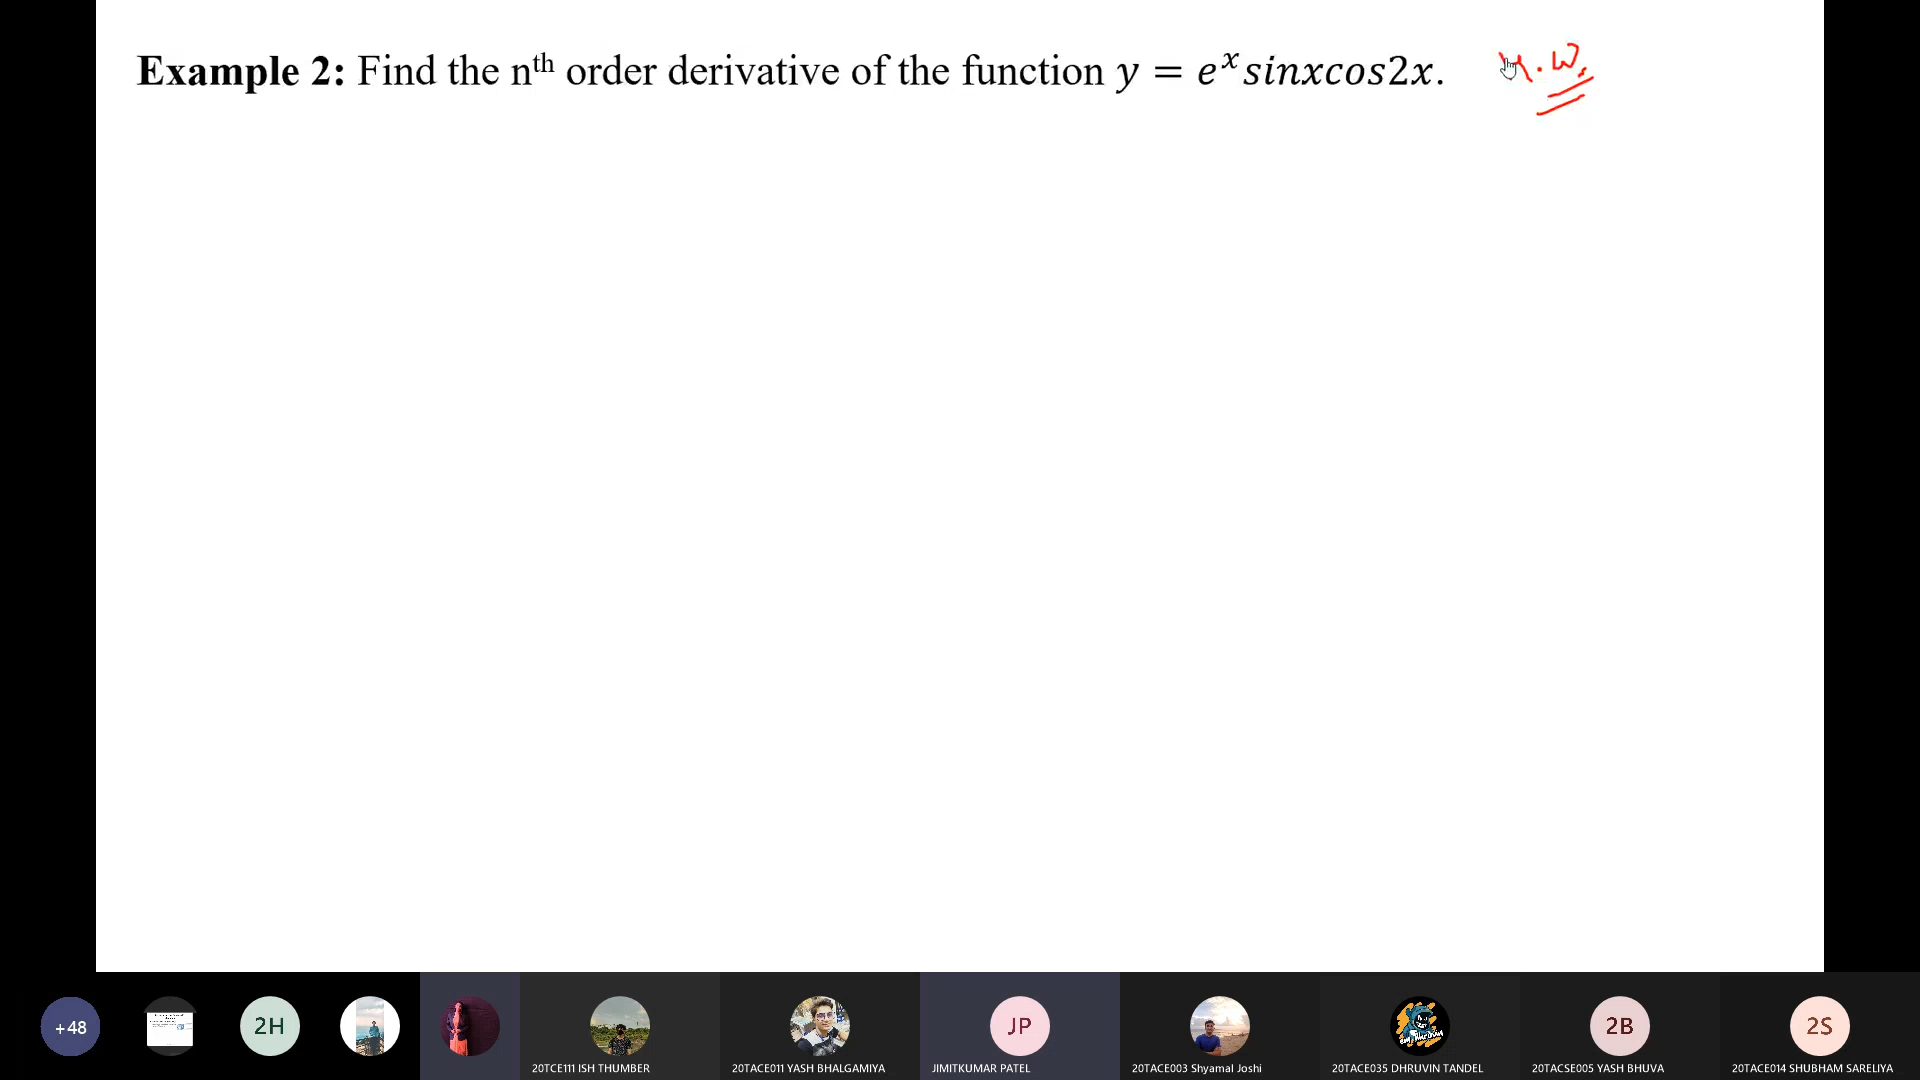 Example 2: Find the nth order derivative of the function y = eˣsinxcos2x. H.W.
+48
2H
JP
2B
2S
20TCE111 ISH THUMBER
20TACE011 YASH BHALGAMIYA
JIMITKUMAR PATEL
20TACE003 Shyamal Joshi
20TACE035 DHRUVIN TANDEL
20TACSE005 YASH BHUVA
20TACE014 SHUBHAM SARELIYA